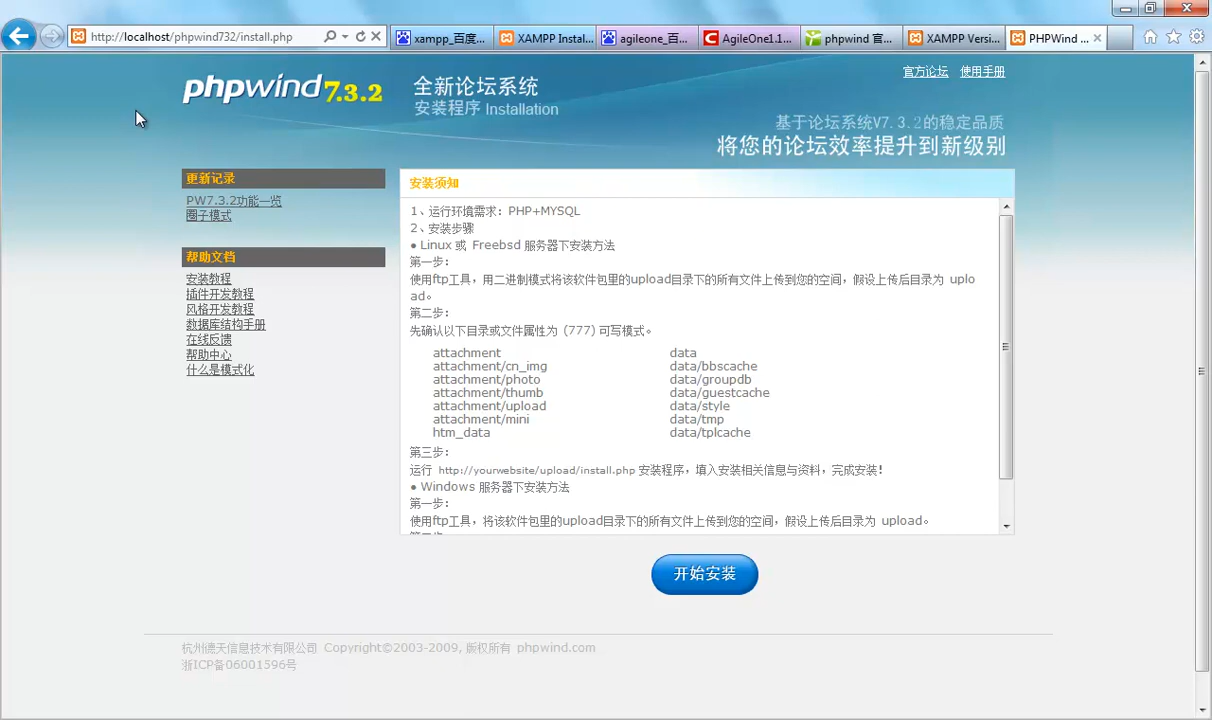 http://localhost/phpwind732/install.php
xampp_百度...
XAMPP Instal...
agileone_百...
AgileOne1.1...
phpwind 官...
XAMPP Versi...
PHPWind ...
phpwind 7.3.2
全新论坛系统
安装程序 Installation
官方论坛 使用手册
基于论坛系统V7.3.2的稳定品质
将您的论坛效率提升到新级别
更新记录
PW7.3.2功能一览
圈子模式
帮助文档
安装教程
插件开发教程
风格开发教程
数据库结构手册
在线反馈
帮助中心
什么是模式化
安装须知
1、运行环境需求：PHP+MYSQL
2、安装步骤
● Linux 或 Freebsd 服务器下安装方法
第一步：
使用ftp工具，用二进制模式将该软件包里的upload目录下的所有文件上传到您的空间，假设上传后目录为 uplo
ad。
第二步：
先确认以下目录或文件属性为 (777) 可写模式。
attachment data
attachment/cn_img data/bbscache
attachment/photo data/groupdb
attachment/thumb data/guestcache
attachment/upload data/style
attachment/mini data/tmp
htm_data data/tplcache
第三步：
运行 http://yourwebsite/upload/install.php 安装程序，填入安装相关信息与资料，完成安装！
● Windows 服务器下安装方法
第一步：
使用ftp工具，将该软件包里的upload目录下的所有文件上传到您的空间，假设上传后目录为 upload。
开始安装
杭州德天信息技术有限公司 Copyright©2003-2009, 版权所有 phpwind.com
浙ICP备06001596号